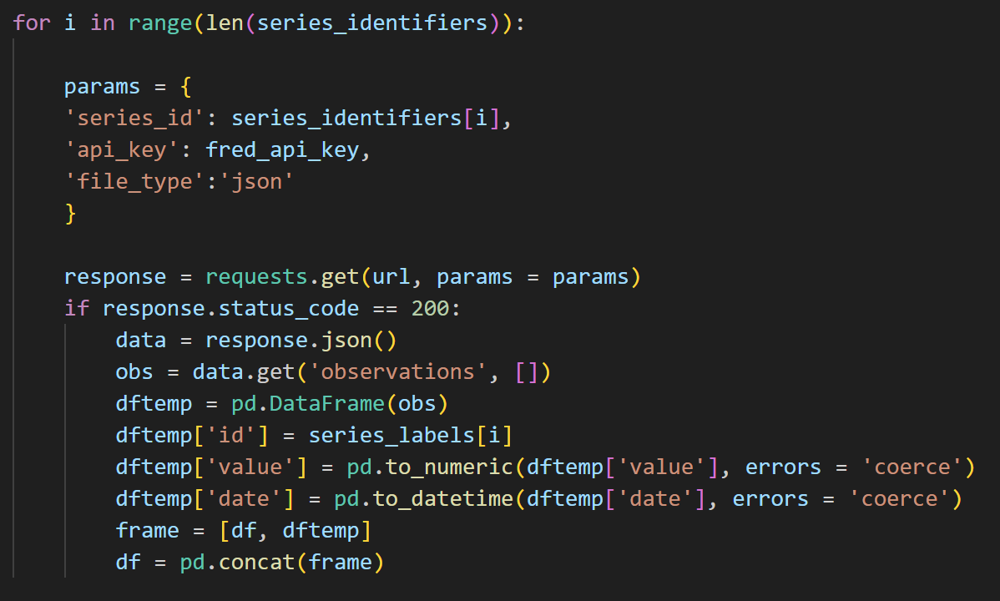 for i in range(len(series_identifiers)):
params = {
'series_id': series_identifiers[i],
'api_key': fred_api_key,
'file_type':'json'
}
response = requests.get(url, params = params)
if response.status_code == 200:
data = response.json()
obs = data.get('observations', [])
dftemp = pd.DataFrame(obs)
dftemp['id'] = series_labels[i]
dftemp['value'] = pd.to_numeric(dftemp['value'], errors = 'coerce')
dftemp['date'] = pd.to_datetime(dftemp['date'], errors = 'coerce')
frame = [df, dftemp]
df = pd.concat(frame)